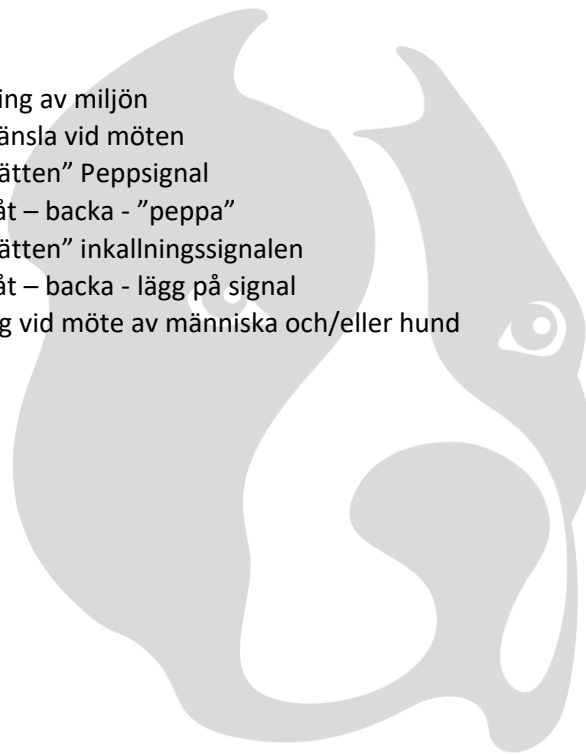 ing av miljön
änsla vid möten
ätten” Peppsignal
åt – backa - ”peppa”
ätten” inkallningssignalen
åt – backa - lägg på signal
g vid möte av människa och/eller hund